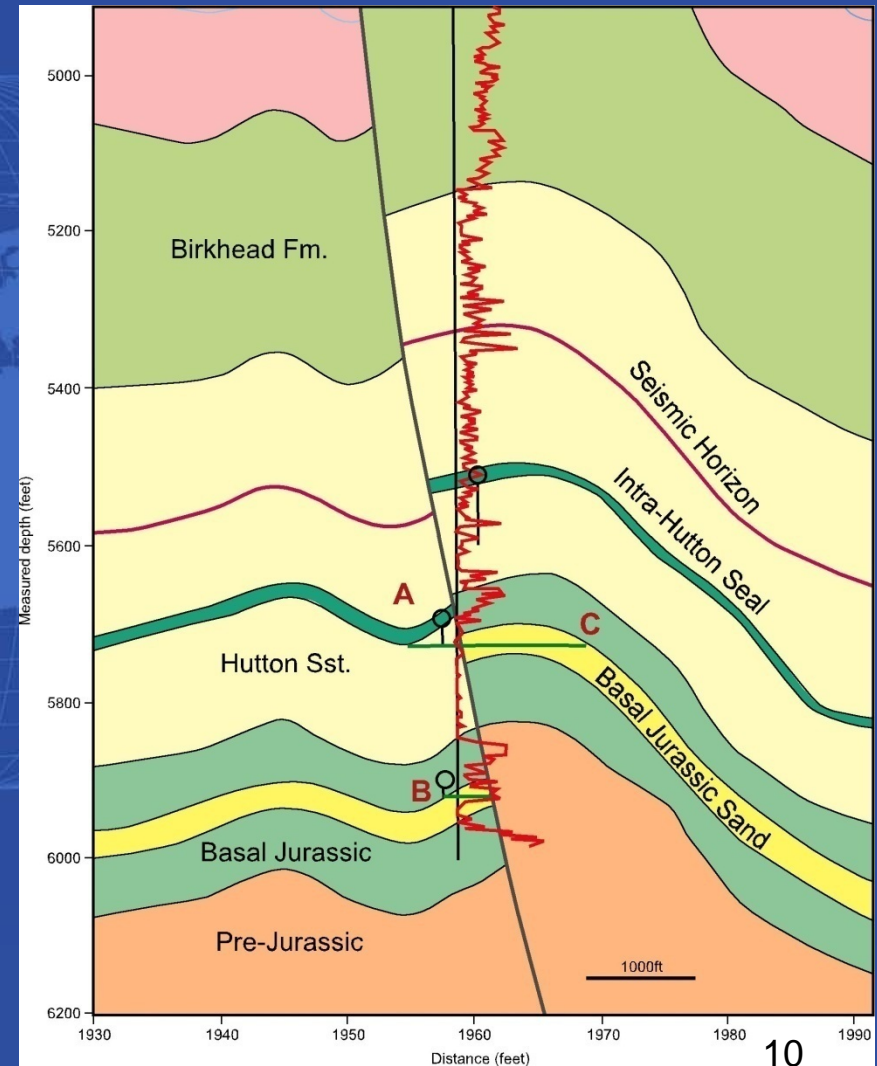 5000
5200
5400
5600
5800
6000
6200
Measured depth (feet)
Birkhead Fm.
Seismic Horizon
Intra-Hutton Seal
A
C
Hutton Sst.
Basal Jurassic Sand
B
Basal Jurassic
Pre-Jurassic
1000ft
1930
1940
1950
1960
1970
1980
1990
Distance (feet)
10